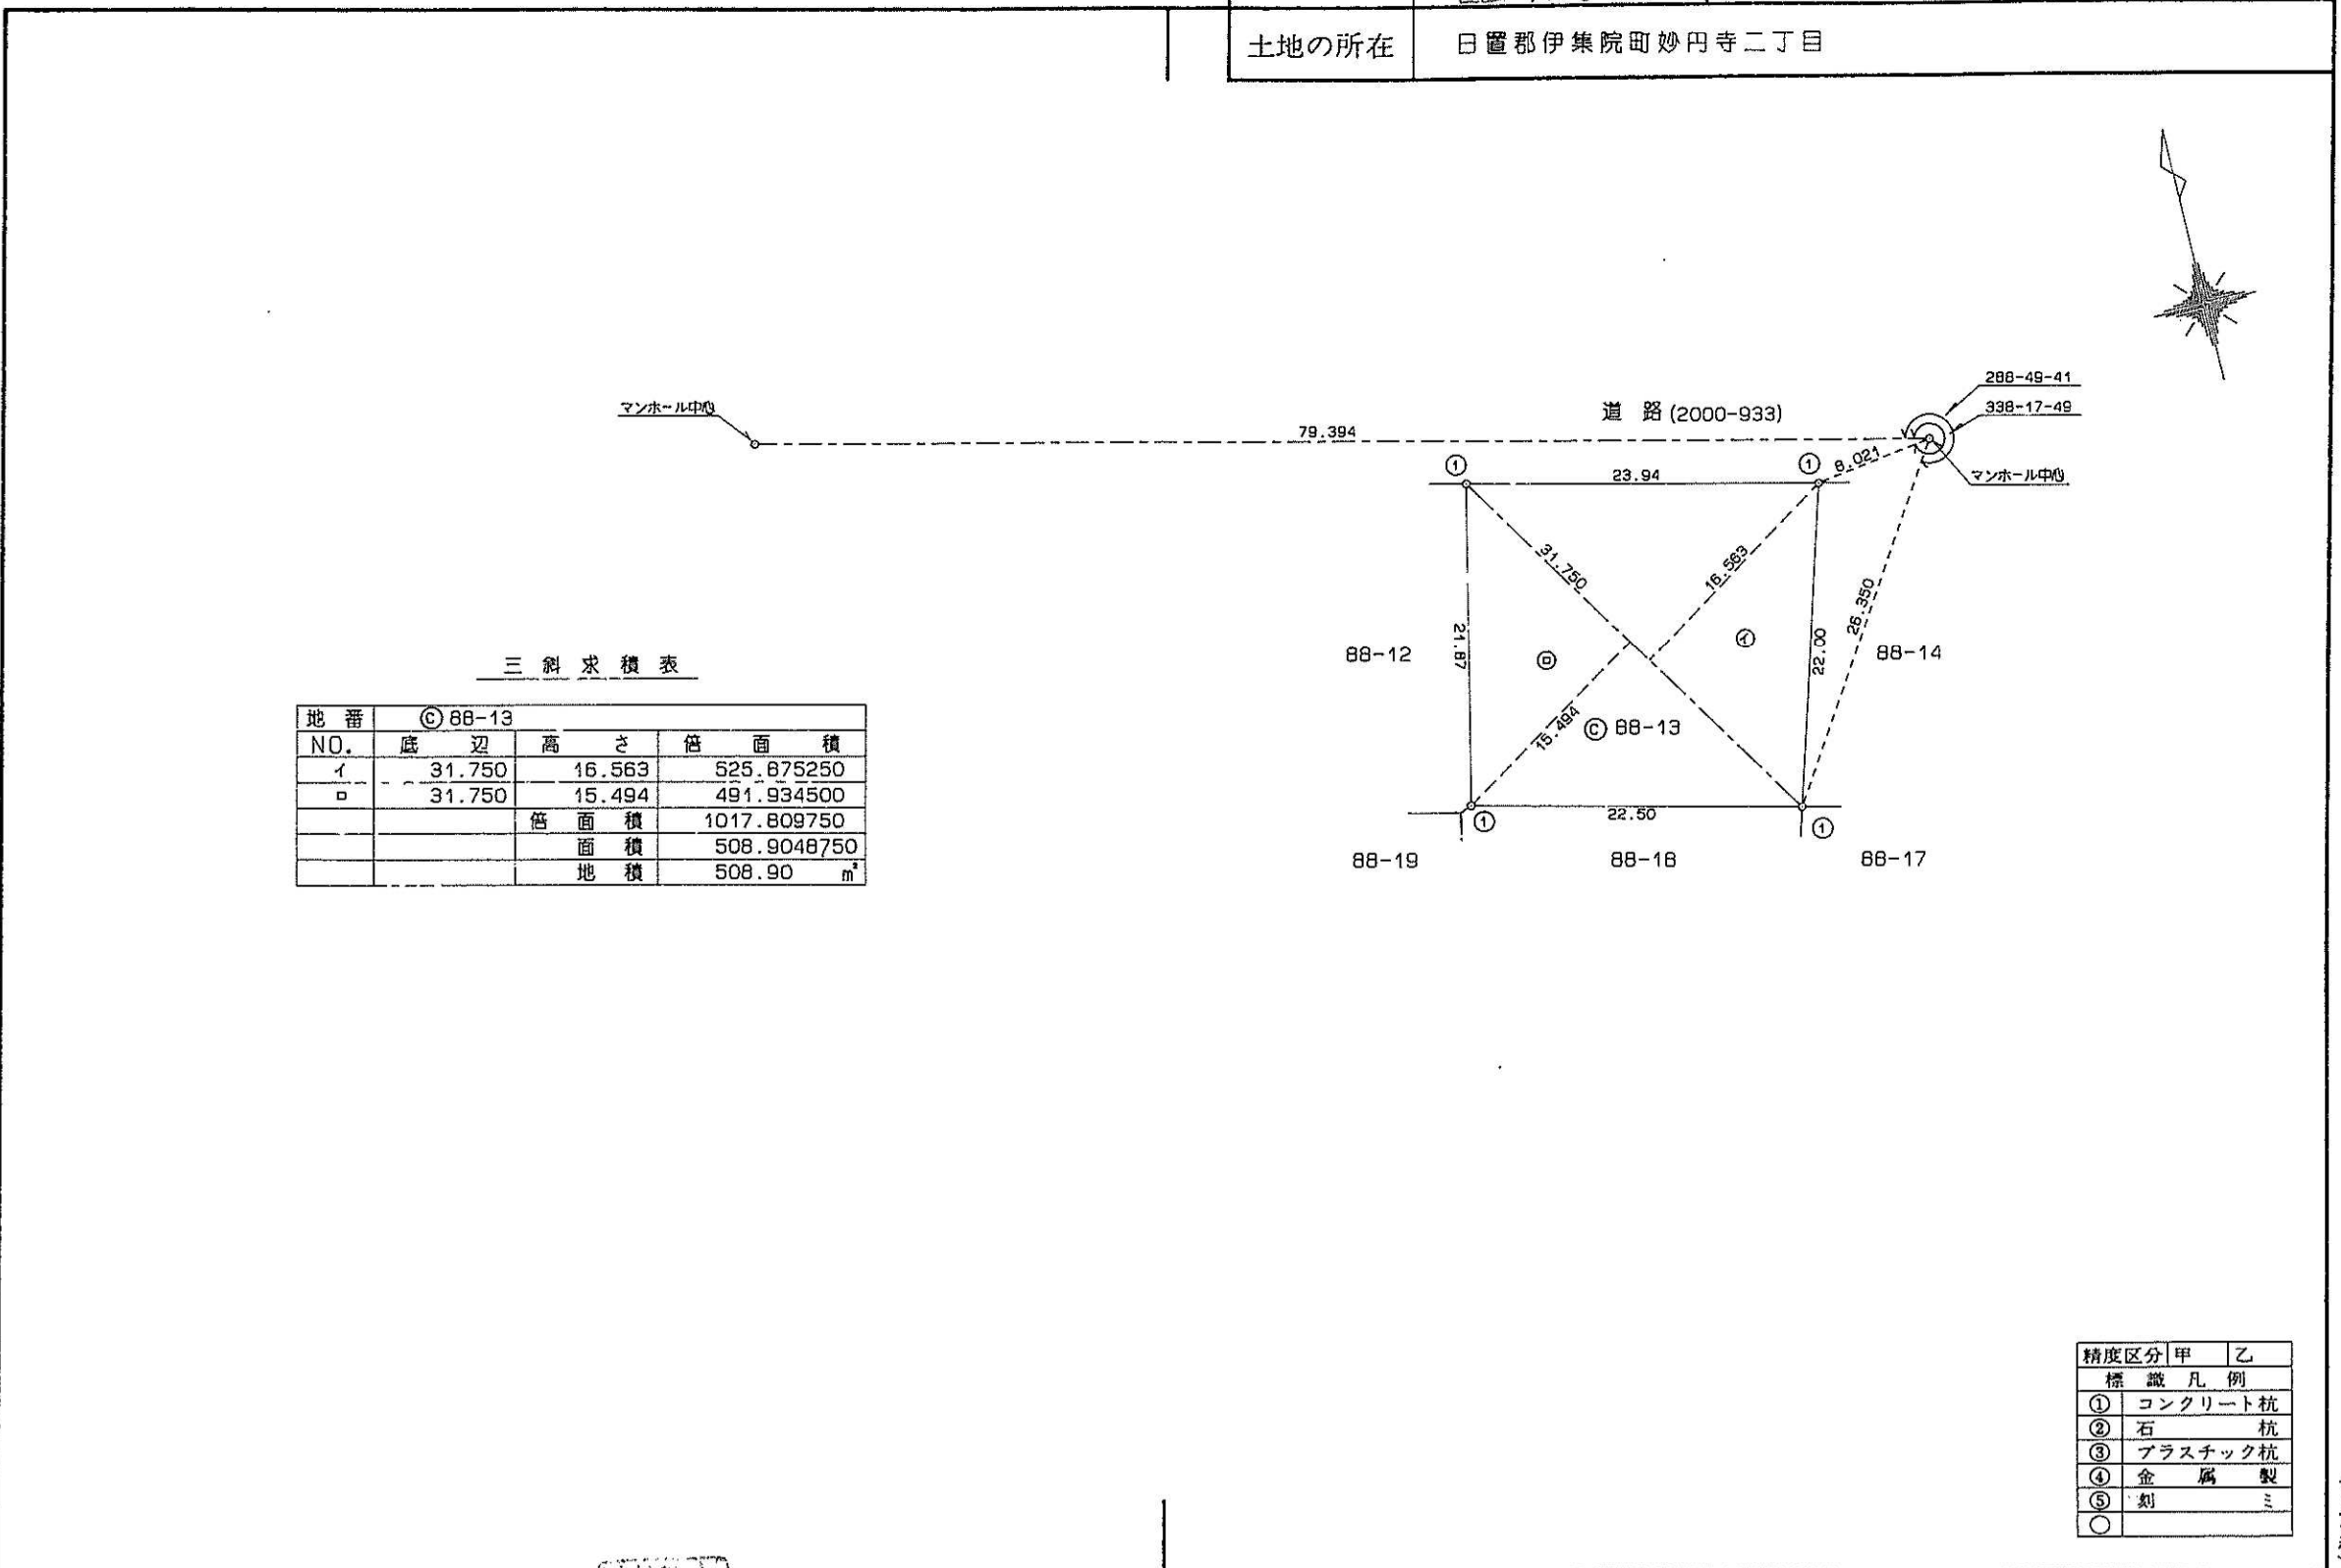 土地の所在 日置郡伊集院町妙円寺二丁目
288-49-41
338-17-49
マンホール中心
道 路 (2000-933)
79.394
① 23.94 ① 8.021
マンホール中心
31.750 16.563
26.350
21.87 22.00
㋑
88-12 ㋺ 88-14
15.494
Ⓒ 88-13
22.50
① ①
88-19 88-18 88-17
三斜求積表
地番 Ⓒ 88-13
NO. 底辺 高さ 倍面積
イ 31.750 16.563 525.875250
ロ 31.750 15.494 491.934500
倍面積 1017.809750
面積 508.9048750
地積 508.90 ㎡
精度区分 甲 乙
標識凡例
① コンクリート杭
② 石杭
③ プラスチック杭
④ 金属製
⑤ 刻ミ
○